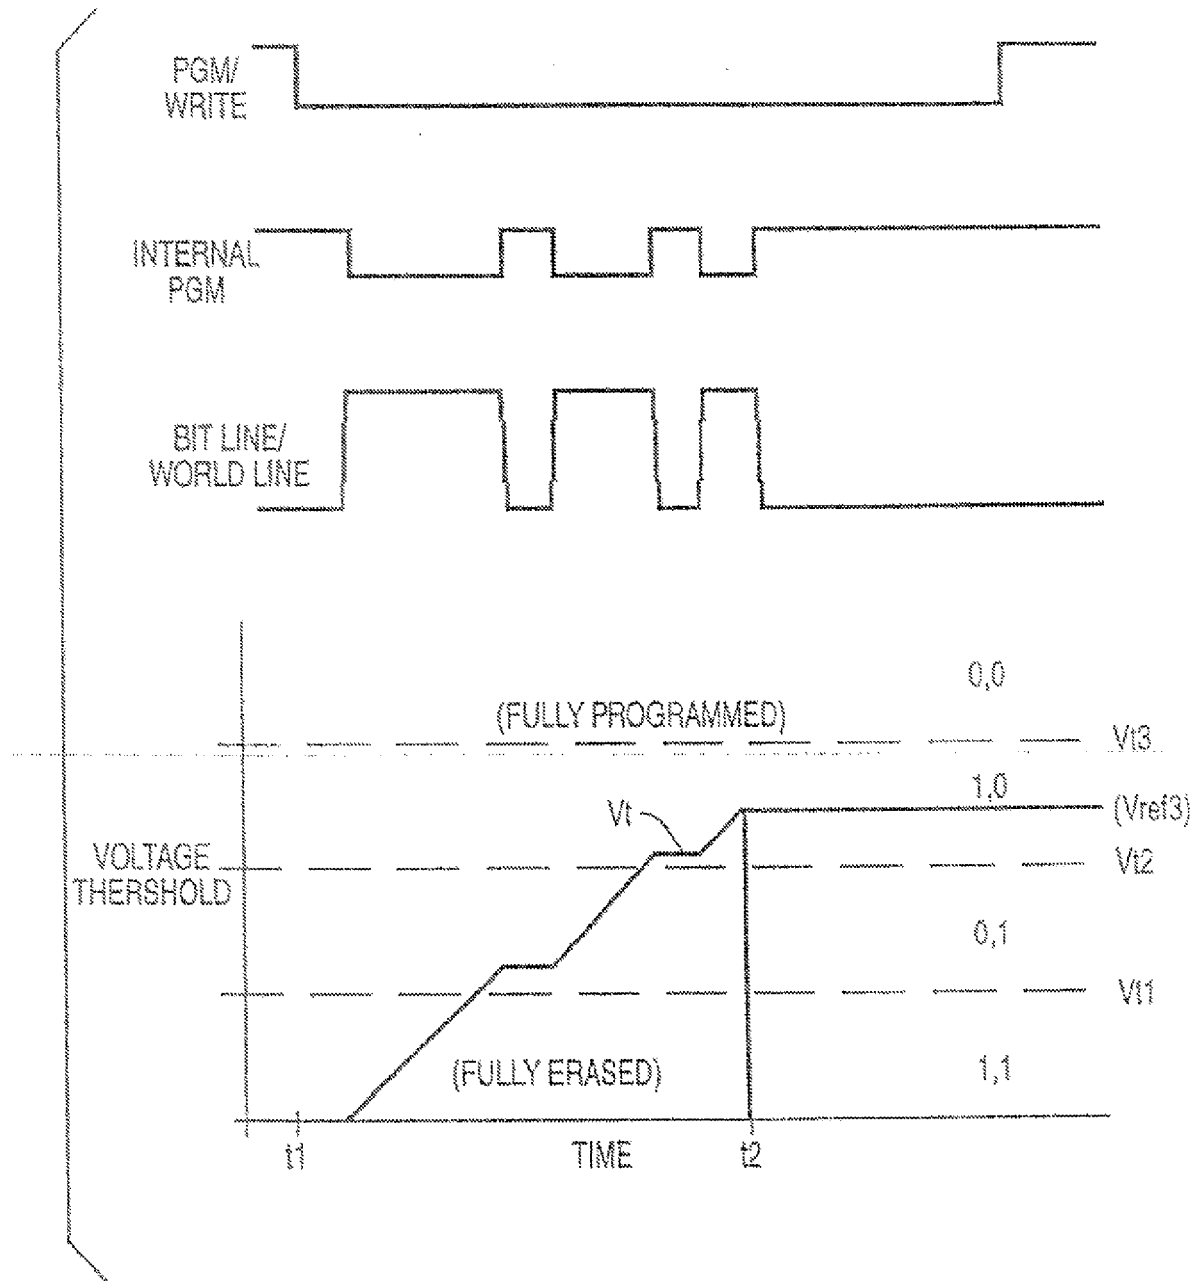 PGM/
WRITE
INTERNAL
PGM
BIT LINE/
WORLD LINE
0,0
(FULLY PROGRAMMED)
Vt3
1,0
Vt
(Vref3)
VOLTAGE
THERSHOLD
Vt2
0,1
Vt1
(FULLY ERASED)
1,1
t1
TIME
t2